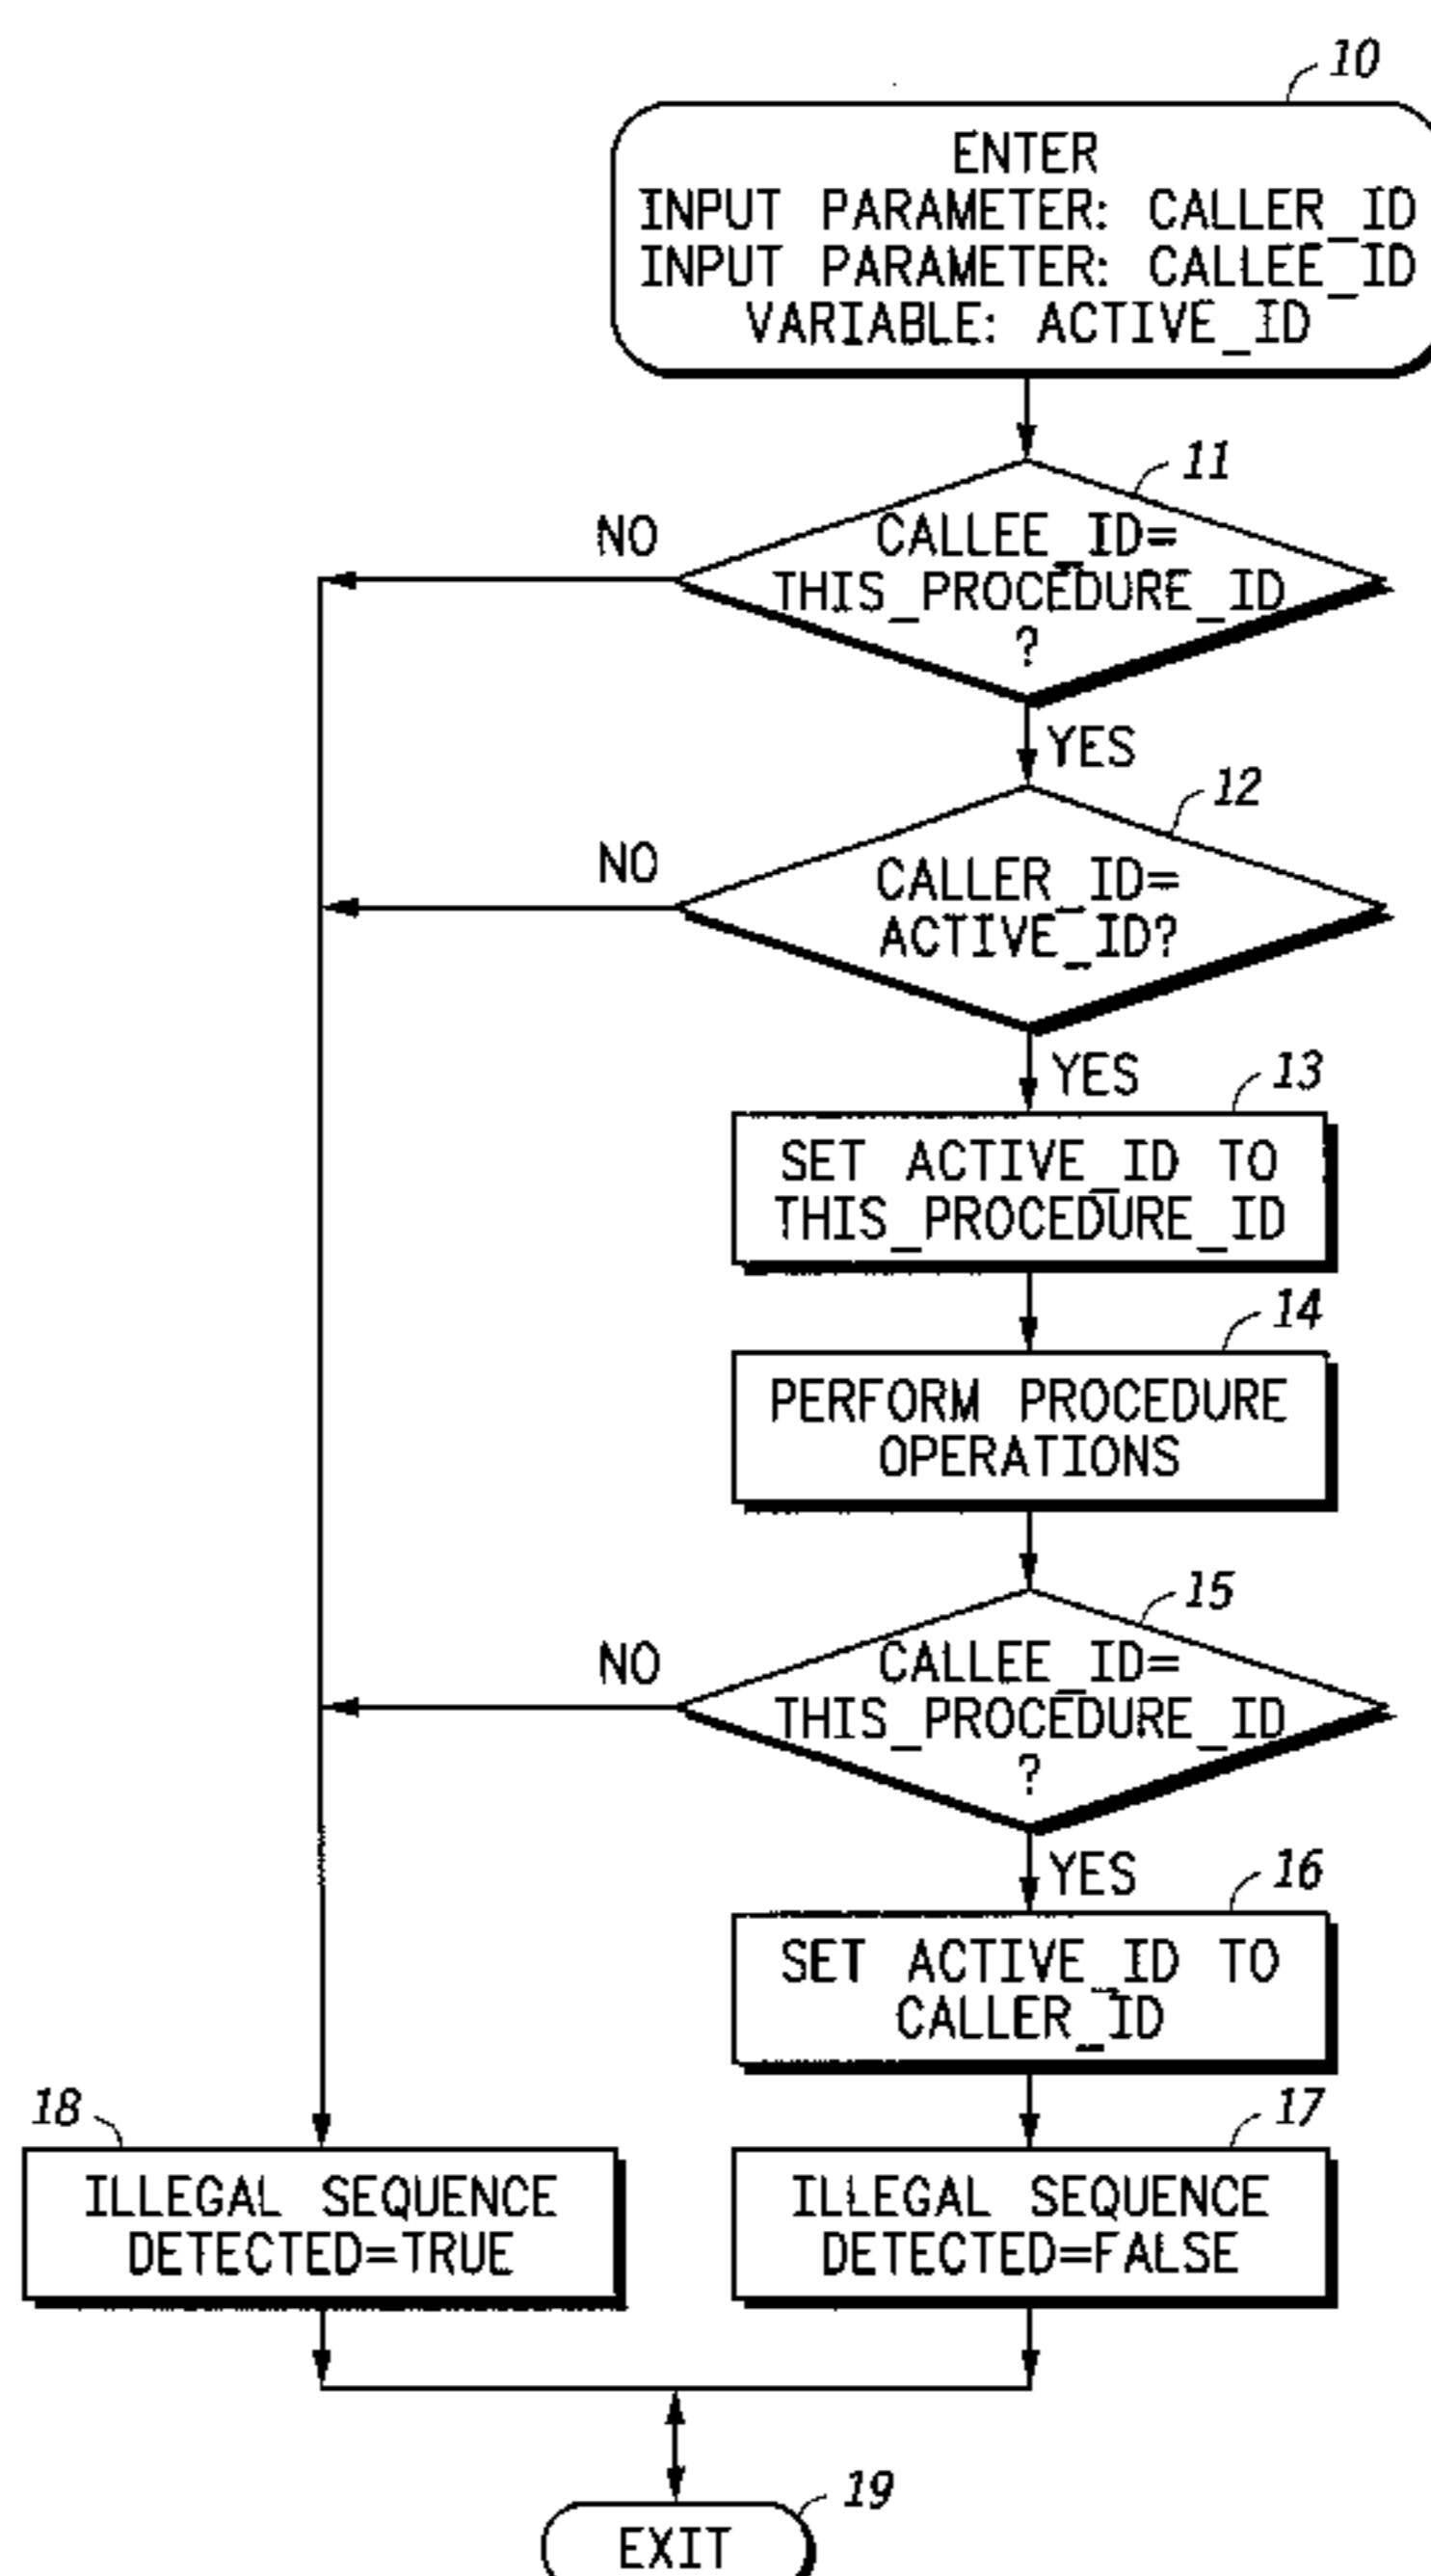 10
ENTER
INPUT PARAMETER: CALLER_ID
INPUT PARAMETER: CALLEE_ID
VARIABLE: ACTIVE_ID
11
NO
CALLEE_ID=
THIS_PROCEDURE_ID
?
YES
12
NO
CALLER_ID=
ACTIVE_ID?
YES
13
SET ACTIVE_ID TO
THIS_PROCEDURE_ID
14
PERFORM PROCEDURE
OPERATIONS
15
NO
CALLEE_ID=
THIS_PROCEDURE_ID
?
YES
16
SET ACTIVE_ID TO
CALLER_ID
18
ILLEGAL SEQUENCE
DETECTED=TRUE
17
ILLEGAL SEQUENCE
DETECTED=FALSE
19
EXIT